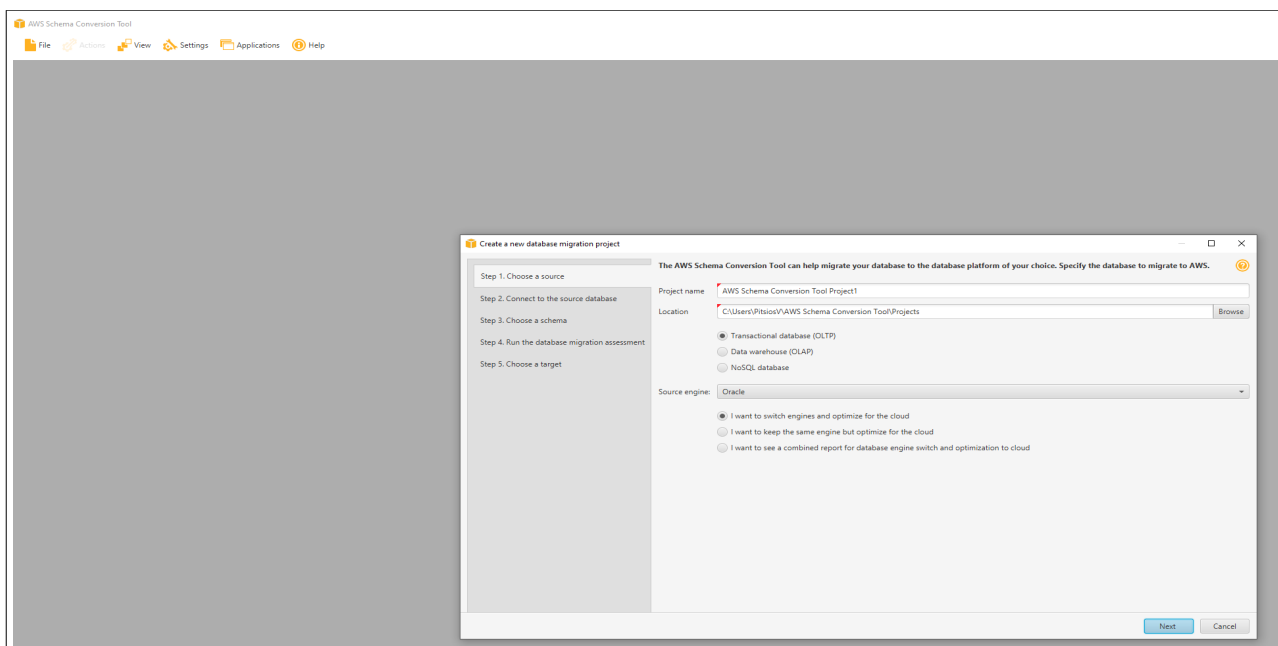 AWS Schema Conversion Tool
File Actions View Settings Applications Help
Create a new database migration project
Step 1. Choose a source
Step 2. Connect to the source database
Step 3. Choose a schema
Step 4. Run the database migration assessment
Step 5. Choose a target
The AWS Schema Conversion Tool can help migrate your database to the database platform of your choice. Specify the database to migrate to AWS.
Project name AWS Schema Conversion Tool Project1
Location C:\Users\PitsiosV\AWS Schema Conversion Tool\Projects Browse
Transactional database (OLTP)
Data warehouse (OLAP)
NoSQL database
Source engine: Oracle
I want to switch engines and optimize for the cloud
I want to keep the same engine but optimize for the cloud
I want to see a combined report for database engine switch and optimization to cloud
Next Cancel